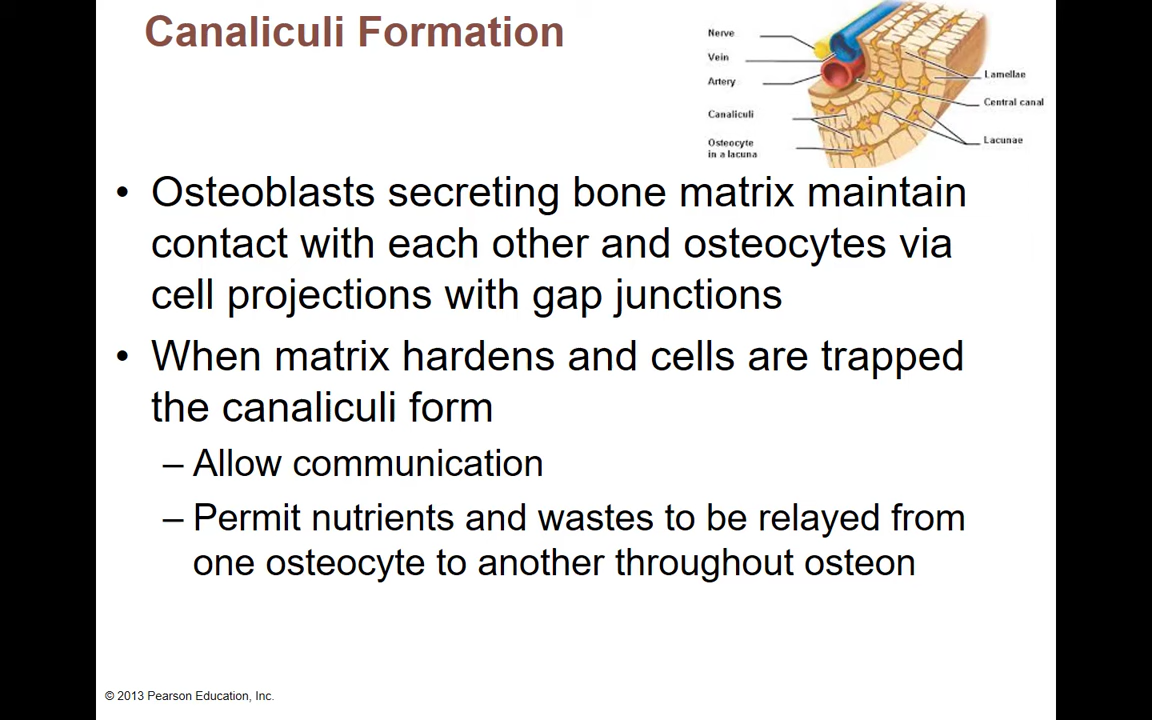 Canaliculi Formation
Nerve
Vein
Artery
Canaliculi
Osteocyte
in a lacuna
Lamellae
Central canal
Lacunae
• Osteoblasts secreting bone matrix maintain
contact with each other and osteocytes via
cell projections with gap junctions
• When matrix hardens and cells are trapped
the canaliculi form
– Allow communication
– Permit nutrients and wastes to be relayed from
one osteocyte to another throughout osteon
© 2013 Pearson Education, Inc.